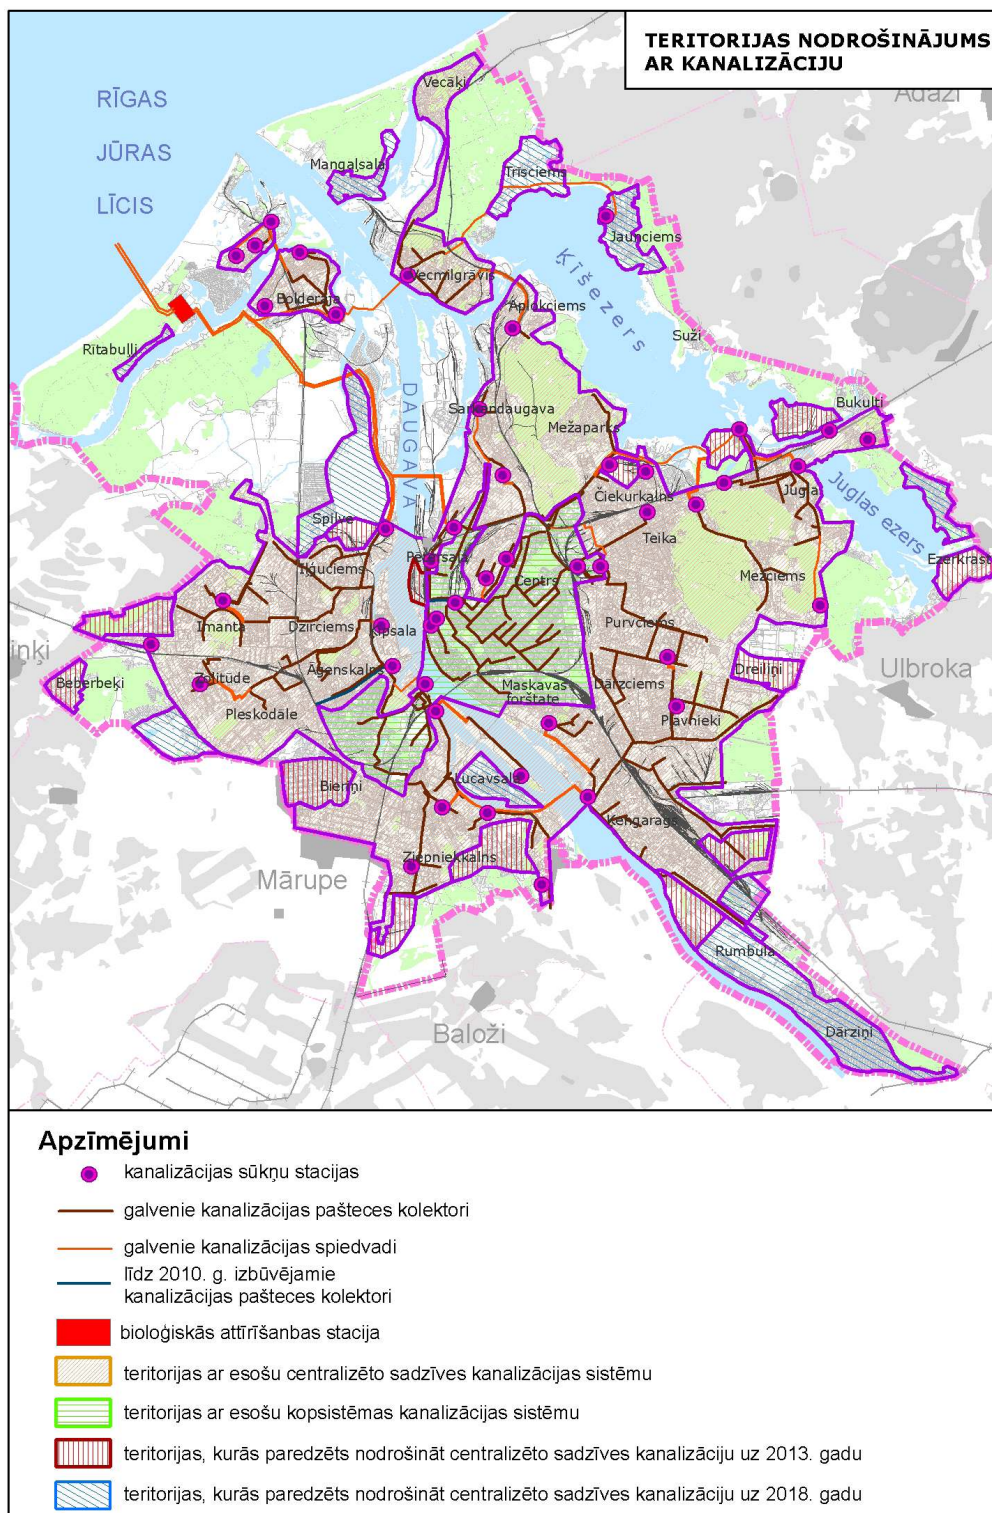 TERITORIJAS NODROŠINĀJUMS
AR KANALIZĀCIJU
Ādaži
RĪGAS
JŪRAS
LĪCIS
Vecāķi
Mangaļsala
Trīsciems
Jaunciems
Vecmīlgrāvis
Bolderāja
Aplokciems
Ķīšezers
Suži
Rītabuļļi
DAUGAVA
Sarkandaugava
Mežaparks
Bukulti
Čiekurkalns
Jugla
Juglas ezers
Spilve
Teika
Pētersala
Iļģuciems
Centrs
Mežciems
Ezerkrasti
Imanta
Dzirciems
Ķīpsala
Purvciems
iņķi
Beberbeķi
Zolitūde
Āgenskalns
Dreiliņi
Ulbroka
Pleskodāle
Maskavas
forštate
Dārzciems
Pļavnieki
Bieriņi
Lucavsala
Ķengarags
Ziepniekkalns
Mārupe
Rumbula
Baloži
Dārziņi
Apzīmējumi
kanalizācijas sūkņu stacijas
galvenie kanalizācijas pašteces kolektori
galvenie kanalizācijas spiedvadi
līdz 2010. g. izbūvējamie
kanalizācijas pašteces kolektori
bioloģiskās attīrīšanbas stacija
teritorijas ar esošu centralizēto sadzīves kanalizācijas sistēmu
teritorijas ar esošu kopsistēmas kanalizācijas sistēmu
teritorijas, kurās paredzēts nodrošināt centralizēto sadzīves kanalizāciju uz 2013. gadu
teritorijas, kurās paredzēts nodrošināt centralizēto sadzīves kanalizāciju uz 2018. gadu